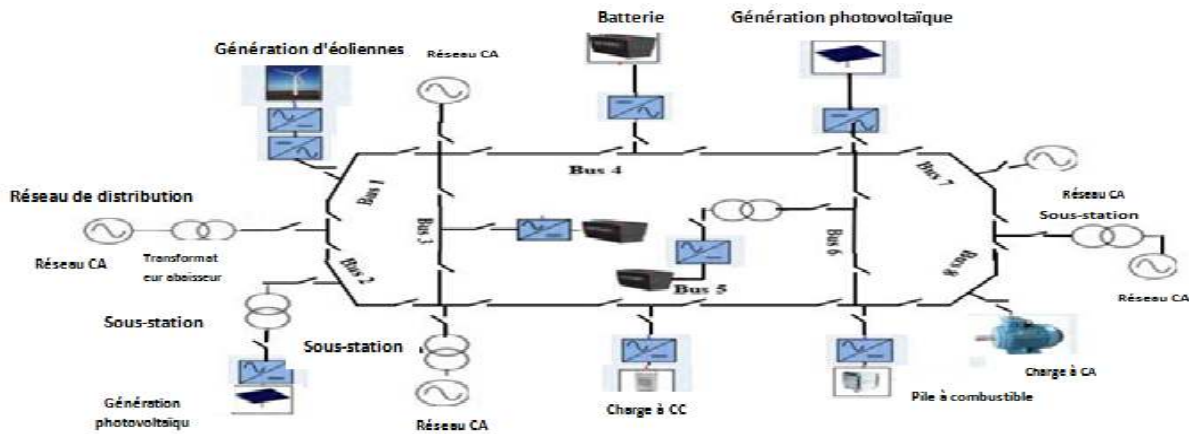 Batterie
Génération photovoltaïque
Génération d'éoliennes
Réseau CA
Bus 4
Bus 7
Bus 1
Réseau CA
Réseau de distribution
Sous-station
Bus 3
Bus 6
Réseau CA
Transformat
eur abaisseur
Bus 2
Bus 5
Bus 8
Réseau CA
Sous-station
Sous-station
Génération
photovoltaïqu
Réseau CA
Charge à CC
Pile à combustible
Charge à CA